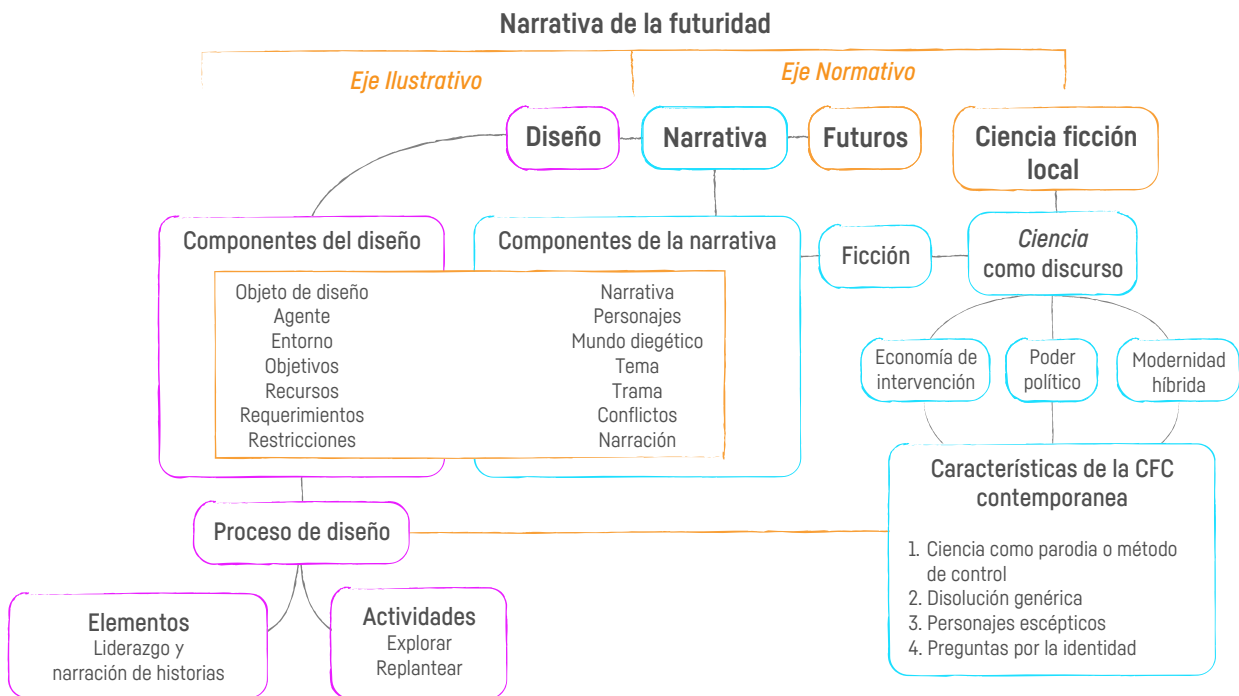 Narrativa de la futuridad
Eje Ilustrativo
Eje Normativo
Diseño
Narrativa
Futuros
Ciencia ficción
local
Componentes del diseño
Componentes de la narrativa
Ficción
Ciencia
como discurso
Objeto de diseño
Agente
Entorno
Objetivos
Recursos
Requerimientos
Restricciones
Narrativa
Personajes
Mundo diegético
Tema
Trama
Conflictos
Narración
Economía de
intervención
Poder
político
Modernidad
híbrida
Características de la CFC
contemporanea
1. Ciencia como parodia o método
de control
2. Disolución genérica
3. Personajes escépticos
4. Preguntas por la identidad
Proceso de diseño
Elementos
Liderazgo y
narración de historias
Actividades
Explorar
Replantear